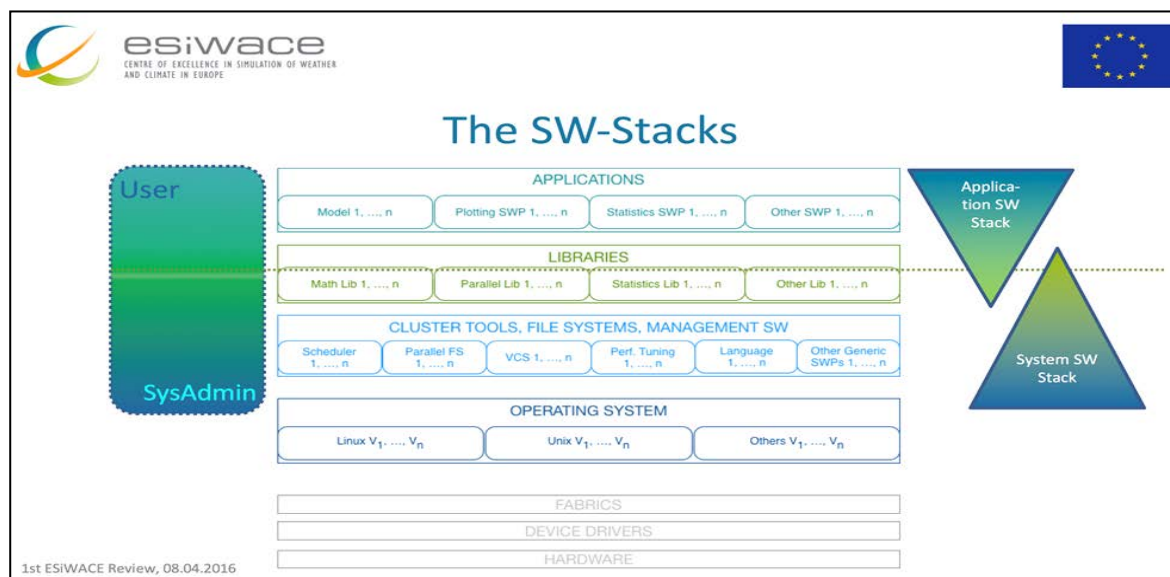 esiwace
CENTRE OF EXCELLENCE IN SIMULATION OF WEATHER
AND CLIMATE IN EUROPE
The SW-Stacks
User
SysAdmin
APPLICATIONS
Model 1, ..., n
Plotting SWP 1, ..., n
Statistics SWP 1, ..., n
Other SWP 1, ..., n
LIBRARIES
Math Lib 1, ..., n
Parallel Lib 1, ..., n
Statistics Lib 1, ..., n
Other Lib 1, ..., n
CLUSTER TOOLS, FILE SYSTEMS, MANAGEMENT SW
Scheduler
1, ..., n
Parallel FS
1, ..., n
VCS 1, ..., n
Perf. Tuning
1, ..., n
Language
1, ..., n
Other Generic
SWPs 1, ..., n
OPERATING SYSTEM
Linux V1, ..., Vn
Unix V1, ..., Vn
Others V1, ..., Vn
FABRICS
DEVICE DRIVERS
HARDWARE
Applica-
tion SW
Stack
System SW
Stack
1st ESiWACE Review, 08.04.2016